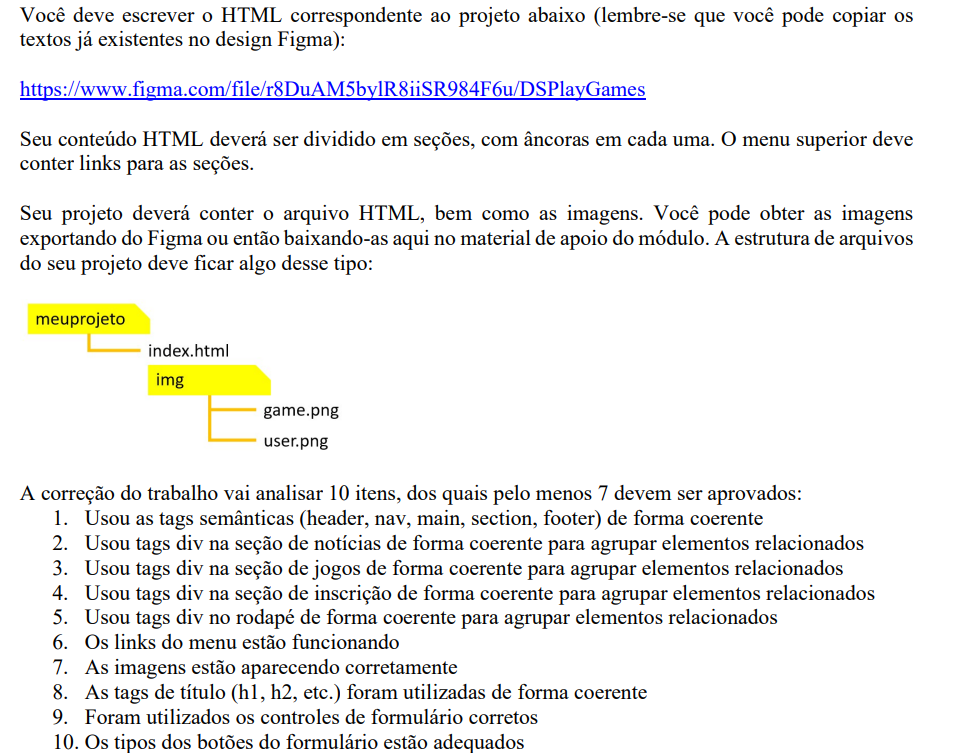 Você deve escrever o HTML correspondente ao projeto abaixo (lembre-se que você pode copiar os
textos já existentes no design Figma):
https://www.figma.com/file/r8DuAM5bylR8iiSR984F6u/DSPlayGames
Seu conteúdo HTML deverá ser dividido em seções, com âncoras em cada uma. O menu superior deve
conter links para as seções.
Seu projeto deverá conter o arquivo HTML, bem como as imagens. Você pode obter as imagens
exportando do Figma ou então baixando-as aqui no material de apoio do módulo. A estrutura de arquivos
do seu projeto deve ficar algo desse tipo:
meuprojeto
index.html
img
game.png
user.png
A correção do trabalho vai analisar 10 itens, dos quais pelo menos 7 devem ser aprovados:
1. Usou as tags semânticas (header, nav, main, section, footer) de forma coerente
2. Usou tags div na seção de notícias de forma coerente para agrupar elementos relacionados
3. Usou tags div na seção de jogos de forma coerente para agrupar elementos relacionados
4. Usou tags div na seção de inscrição de forma coerente para agrupar elementos relacionados
5. Usou tags div no rodapé de forma coerente para agrupar elementos relacionados
6. Os links do menu estão funcionando
7. As imagens estão aparecendo corretamente
8. As tags de título (h1, h2, etc.) foram utilizadas de forma coerente
9. Foram utilizados os controles de formulário corretos
10. Os tipos dos botões do formulário estão adequados